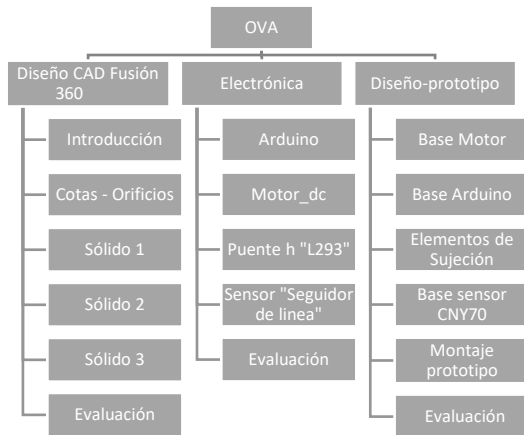 OVA
Diseño CAD Fusión
360
Introducción
Cotas - Orificios
Sólido 1
Sólido 2
Sólido 3
Evaluación
Electrónica
Arduino
Motor_dc
Puente h "L293"
Sensor "Seguidor
de linea"
Evaluación
Diseño-prototipo
Base Motor
Base Arduino
Elementos de
Sujeción
Base sensor
CNY70
Montaje
prototipo
Evaluación